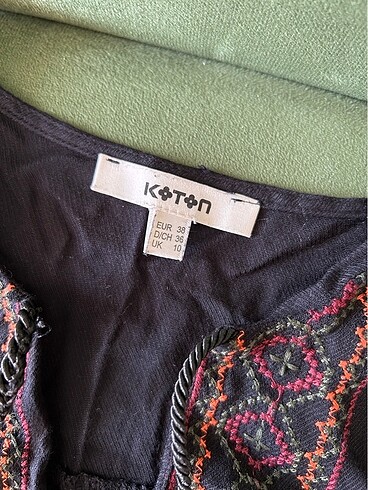 KOTON
EUR 38
D/CH 36
UK 10